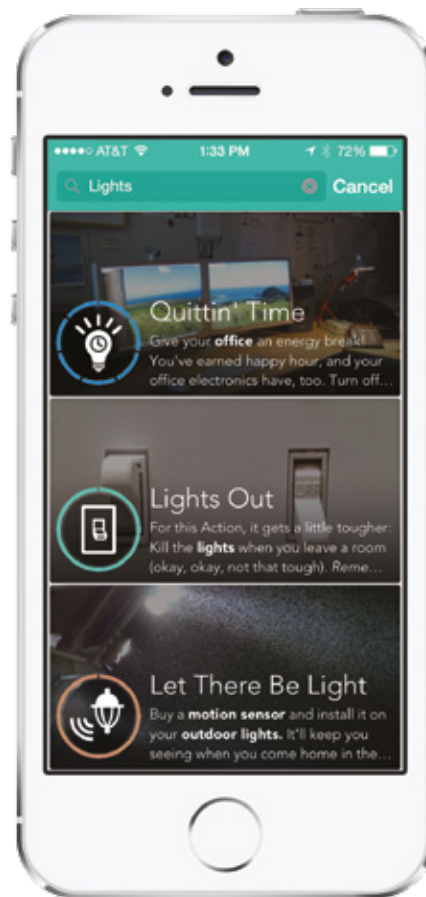 AT&T 1:33 PM 72%
Lights Cancel
Quittin' Time
Give your office an energy break!
You've earned happy hour, and your
office electronics have, too. Turn off...
Lights Out
For this Action, it gets a little tougher:
Kill the lights when you leave a room
(okay, okay, not that tough). Reme...
Let There Be Light
Buy a motion sensor and install it on
your outdoor lights. It'll keep you
seeing when you come home in the...